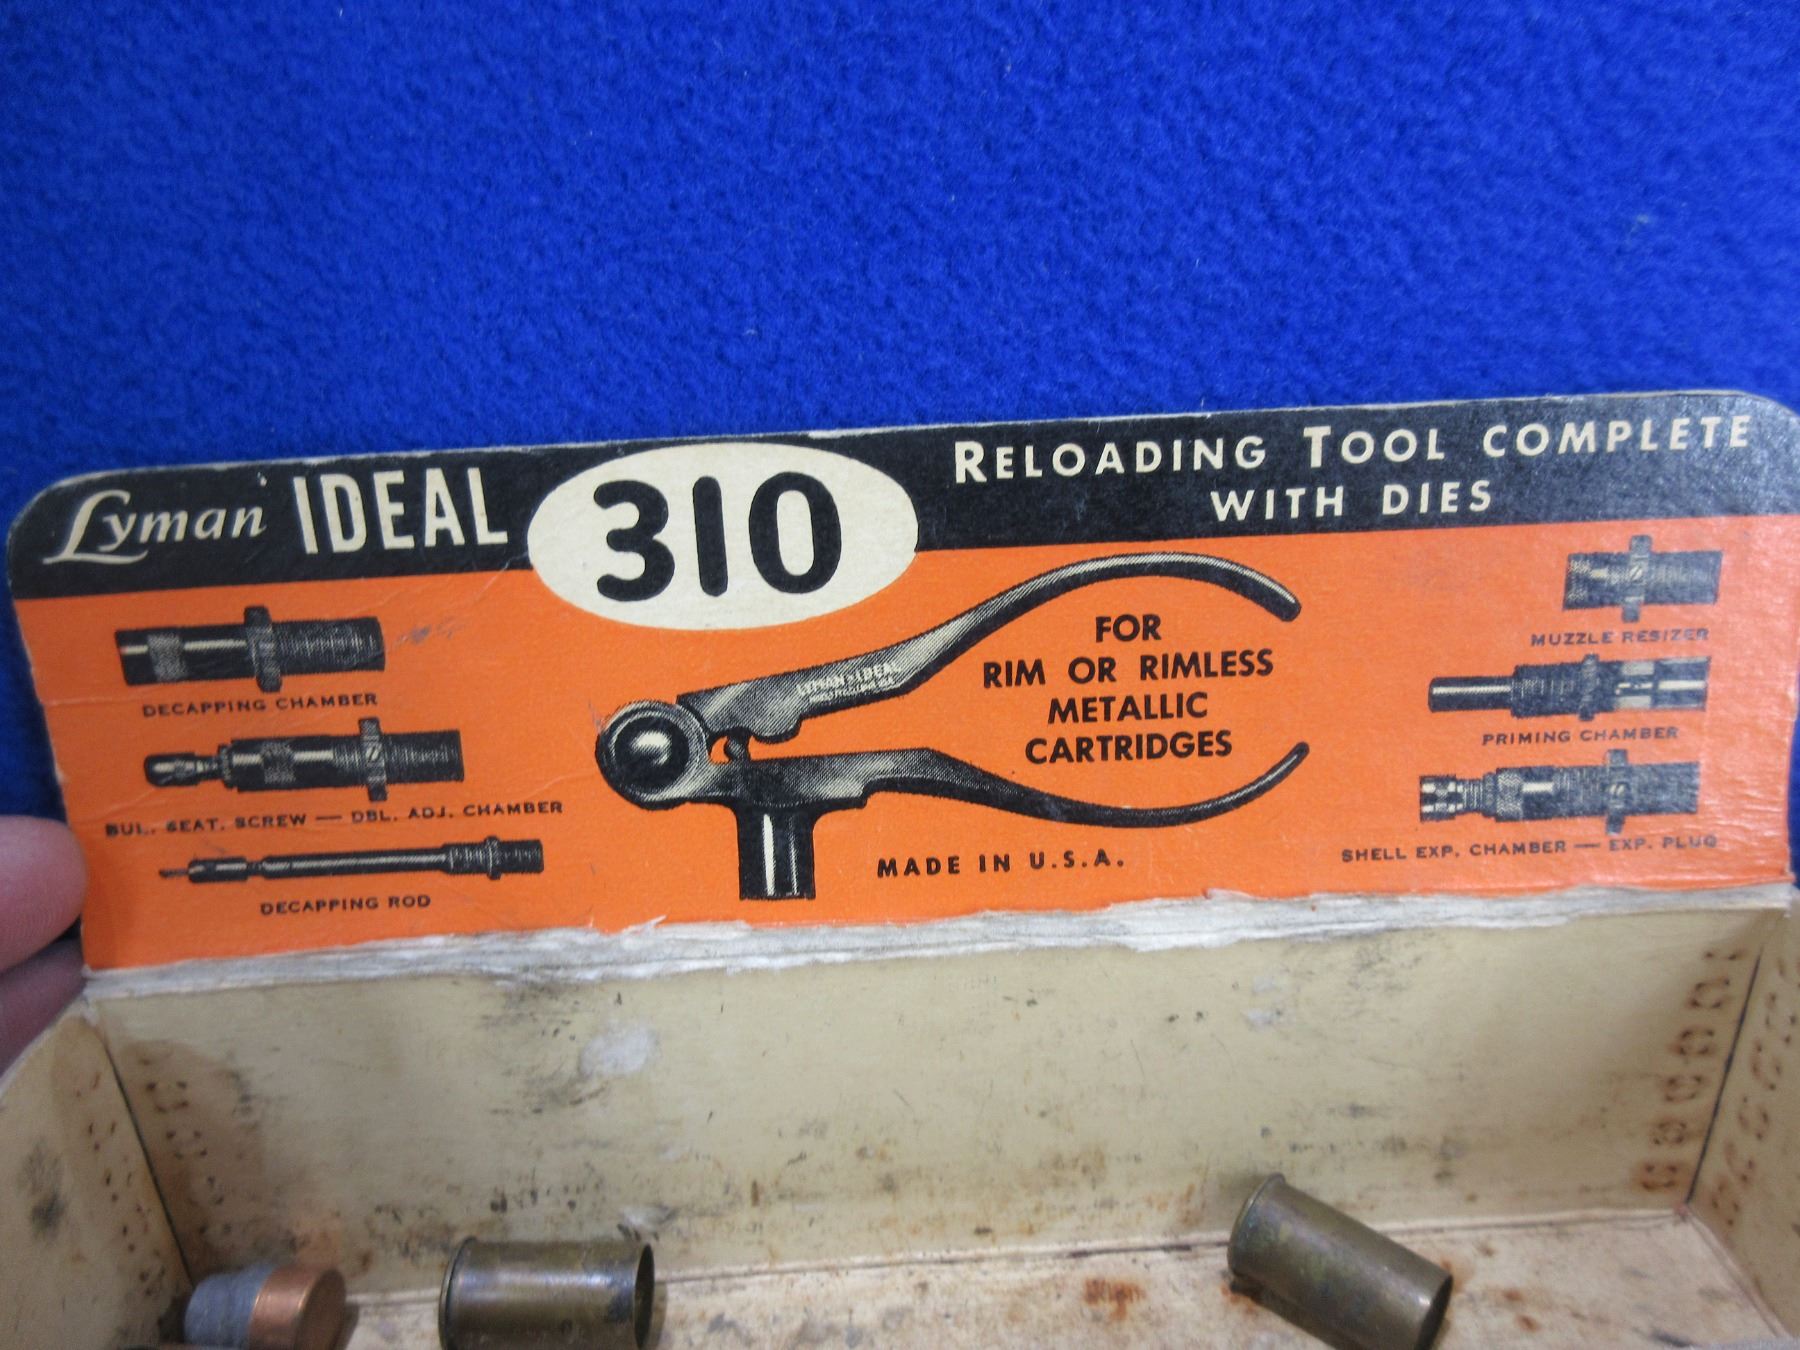 Lyman IDEAL 310
RELOADING TOOL COMPLETE
WITH DIES
DECAPPING CHAMBER
BUL. SEAT. SCREW — DBL. ADJ. CHAMBER
DECAPPING ROD
LYMAN-IDEAL
FOR
RIM OR RIMLESS
METALLIC
CARTRIDGES
MADE IN U.S.A.
MUZZLE RESIZER
PRIMING CHAMBER
SHELL EXP. CHAMBER — EXP. PLUG